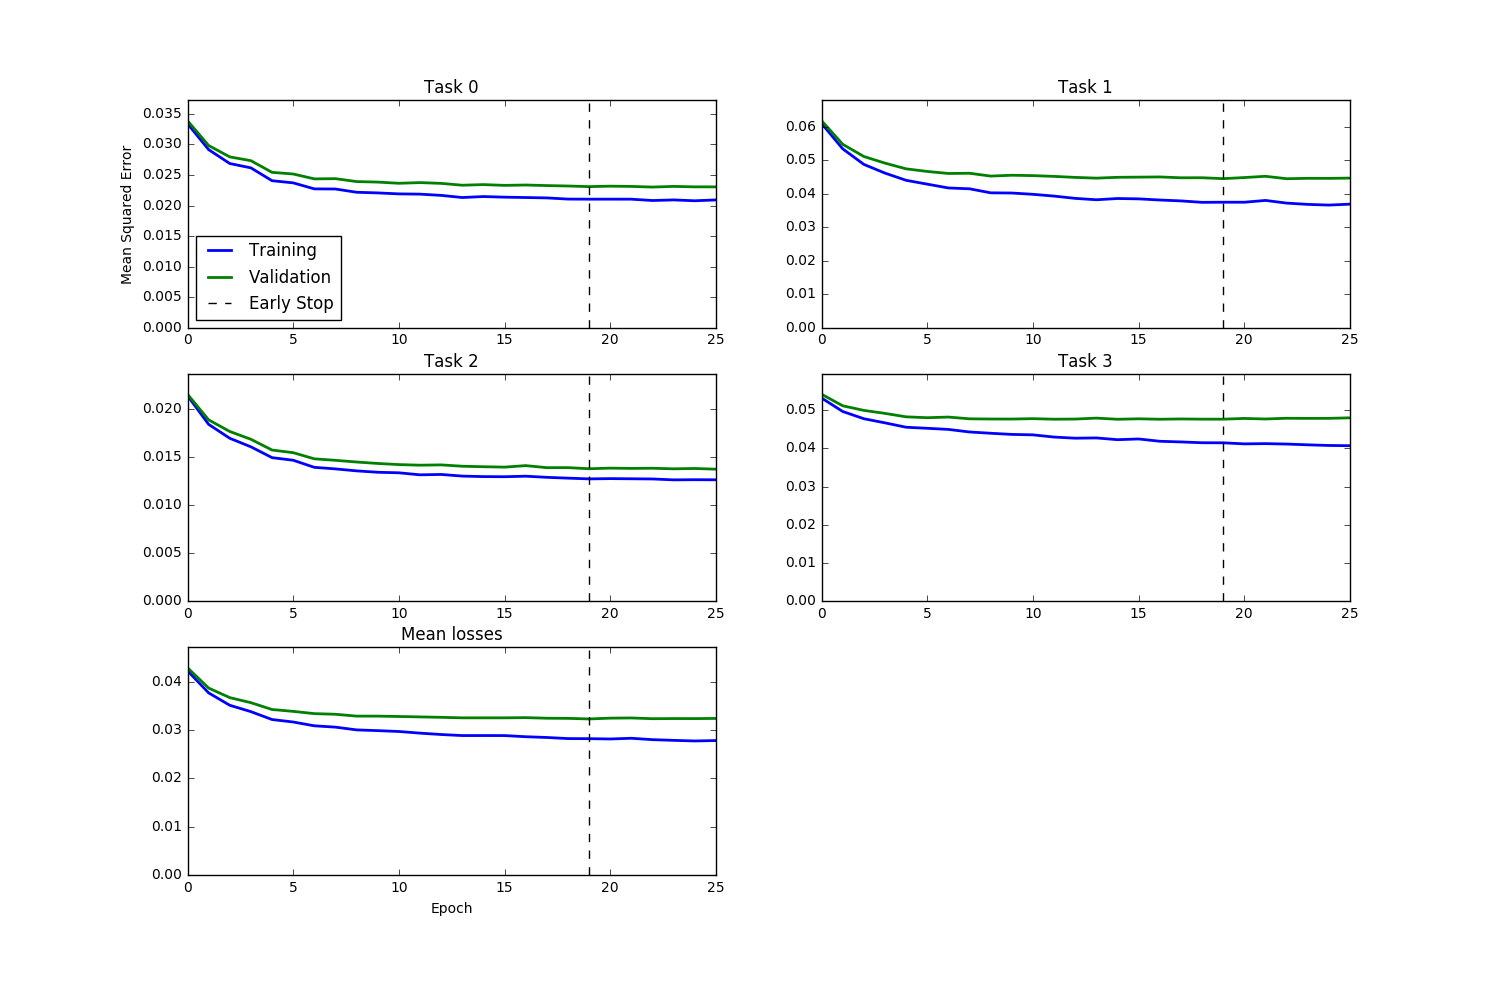 Task 0
Mean Squared Error
0.035
0.030
0.025
0.020
0.015
0.010
0.005
0.000
Training
Validation
Early Stop
0 5 10 15 20 25
Task 1
0.06
0.05
0.04
0.03
0.02
0.01
0.00
0 5 10 15 20 25
Task 2
0.020
0.015
0.010
0.005
0.000
0 5 10 15 20 25
Task 3
0.05
0.04
0.03
0.02
0.01
0.00
0 5 10 15 20 25
Mean losses
0.04
0.03
0.02
0.01
0.00
0 5 10 15 20 25
Epoch